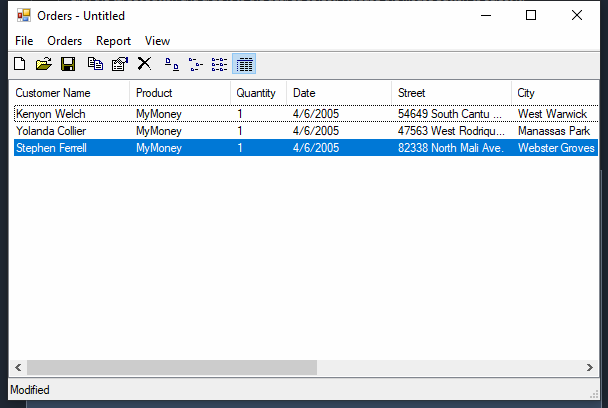 Orders - Untitled
File Orders Report View
Customer Name Product Quantity Date Street City
Kenyon Welch MyMoney 1 4/6/2005 54649 South Cantu ... West Warwick
Yolanda Collier MyMoney 1 4/6/2005 47563 West Rodriqu... Manassas Park
Stephen Ferrell MyMoney 1 4/6/2005 82338 North Mali Ave. Webster Groves
Modified